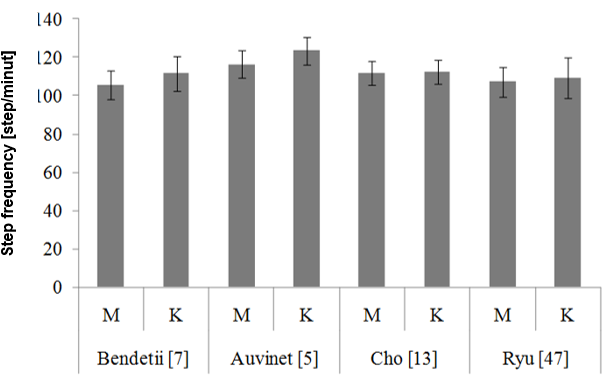 Step frequency [step/minut]
140
120
100
80
60
40
20
0
M K M K M K M K
Bendetii [7] Auvinet [5] Cho [13] Ryu [47]